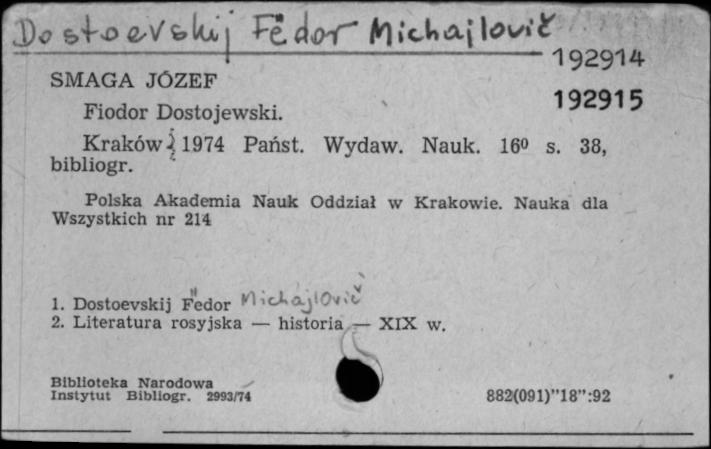 Dostoevskij Fëdor Michajlovič
192914
SMAGA JÓZEF
192915
Fiodor Dostojewski.
Kraków 1974 Państ. Wydaw. Nauk. 16⁰ s. 38,
bibliogr.
Polska Akademia Nauk Oddział w Krakowie. Nauka dla
Wszystkich nr 214
1. Dostoevskij Fëdor Michajlovič
2. Literatura rosyjska — historia — XIX w.
Biblioteka Narodowa
Instytut Bibliogr. 2993/74
882(091)"18":92